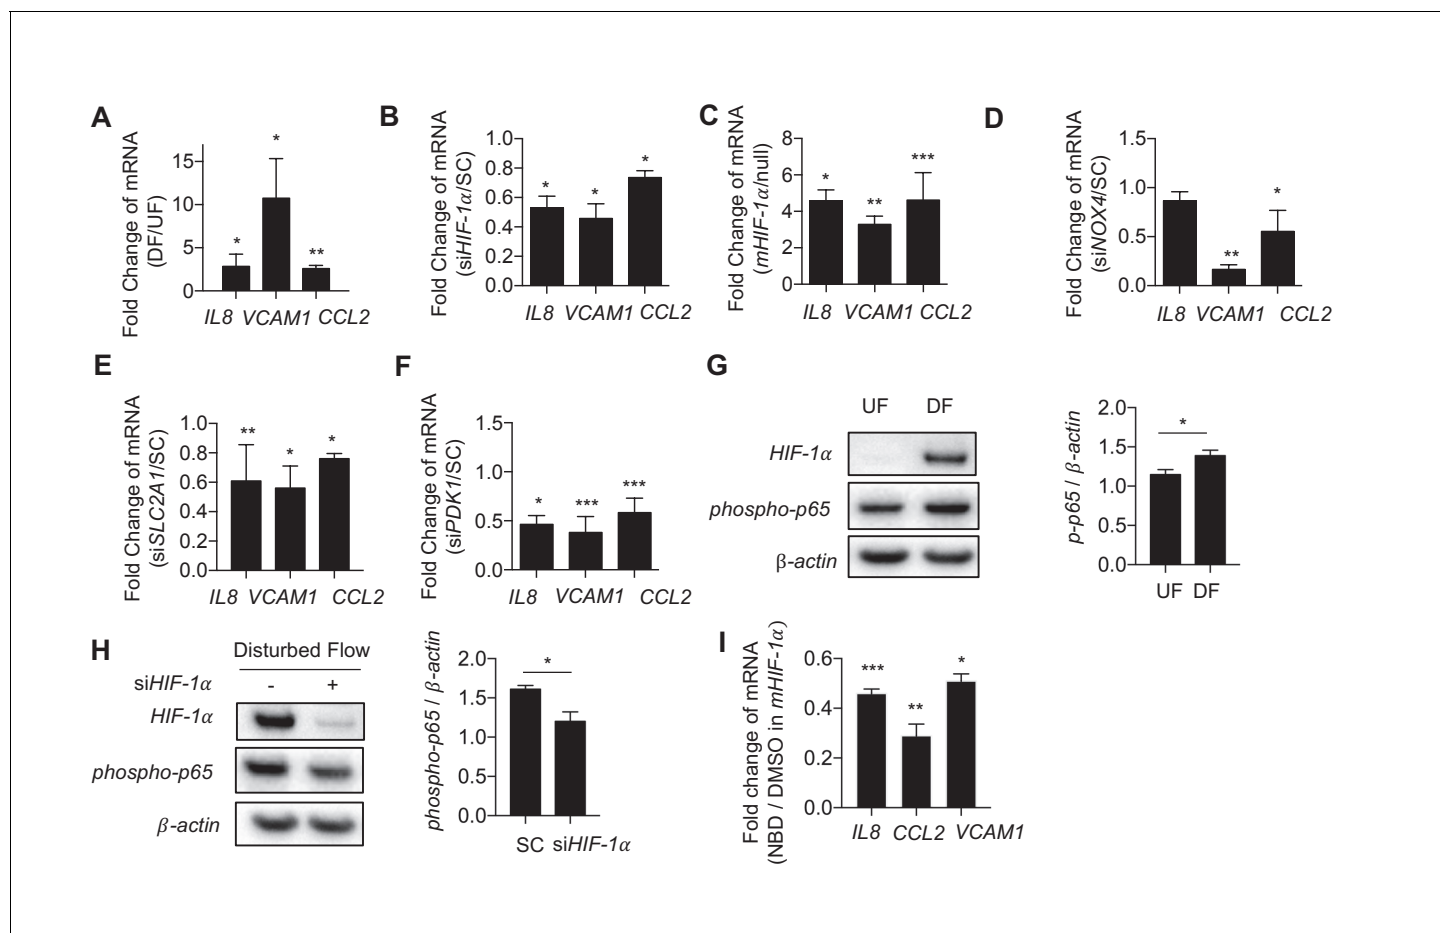 A
Fold Change of mRNA
(DF/UF)
15
10
5
0
*
*
**
IL8 VCAM1 CCL2
B
Fold Change of mRNA
(siHIF-1α/SC)
1.0
0.8
0.6
0.4
0.2
0.0
*
*
*
IL8 VCAM1 CCL2
C
Fold Change of mRNA
(mHIF-1α/null)
8
6
4
2
0
*
**
***
IL8 VCAM1 CCL2
D
Fold Change of mRNA
(siNOX4/SC)
1.5
1.0
0.5
0.0
**
*
IL8 VCAM1 CCL2
E
Fold Change of mRNA
(siSLC2A1/SC)
1.0
0.8
0.6
0.4
0.2
0.0
**
*
*
IL8 VCAM1 CCL2
F
Fold Change of mRNA
(siPDK1/SC)
1.5
1.0
0.5
0.0
*
***
***
IL8 VCAM1 CCL2
G
UF DF
HIF-1α
phospho-p65
β-actin
p-p65 / β-actin
2.0
1.5
1.0
0.5
0.0
*
UF DF
H
Disturbed Flow
siHIF-1α - +
HIF-1α
phospho-p65
β-actin
phospho-p65 / β-actin
2.0
1.5
1.0
0.5
0.0
*
SC siHIF-1α
I
Fold change of mRNA
(NBD / DMSO in mHIF-1α)
0.6
0.4
0.2
0.0
***
**
*
IL8 CCL2 VCAM1